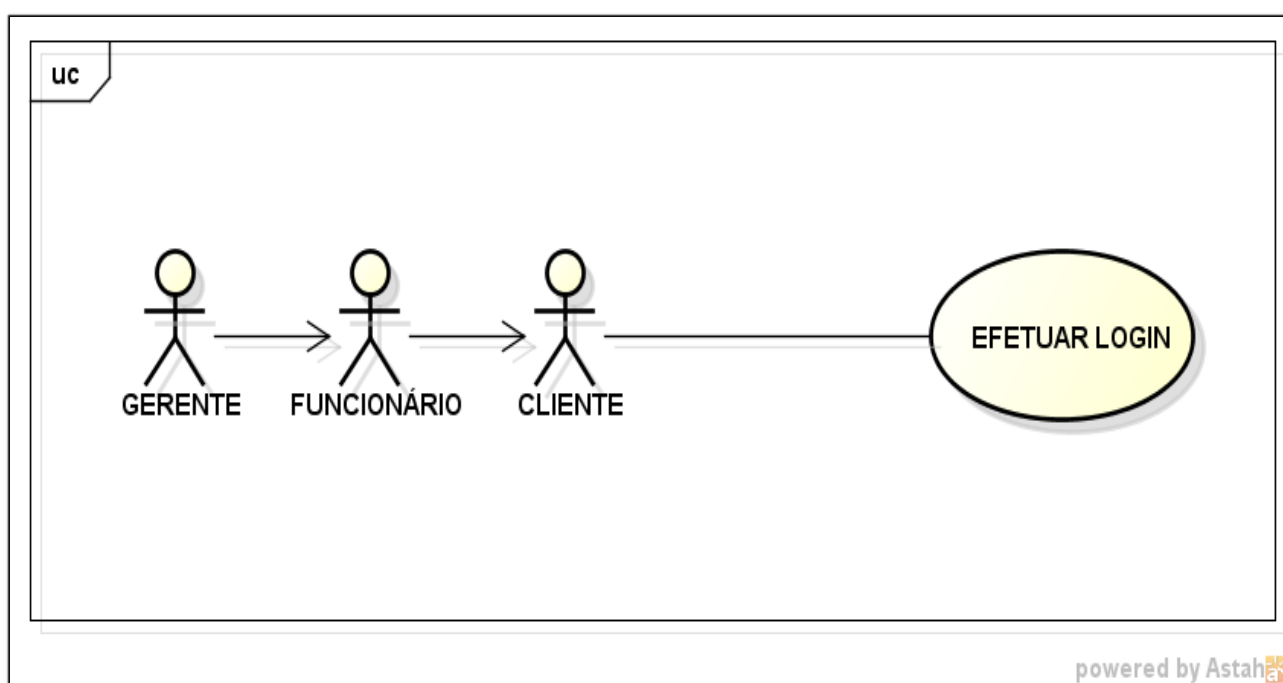 uc
GERENTE
FUNCIONÁRIO
CLIENTE
EFETUAR LOGIN
powered by Astah